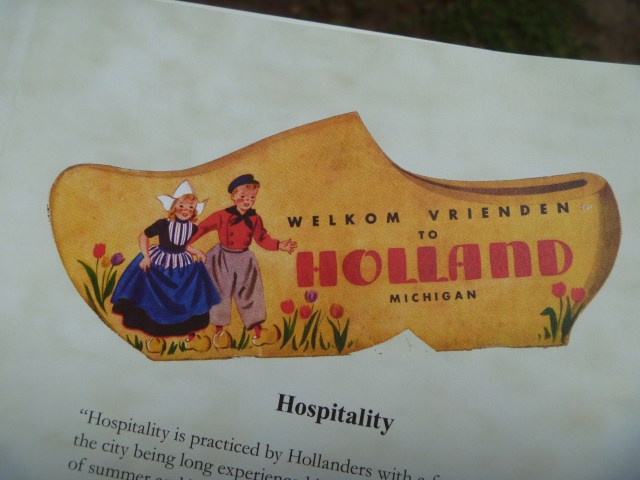 WELKOM VRIENDEN
TO
HOLLAND
MICHIGAN
Hospitality
“Hospitality is practiced by Hollanders with a
the city being long experienced
of summer